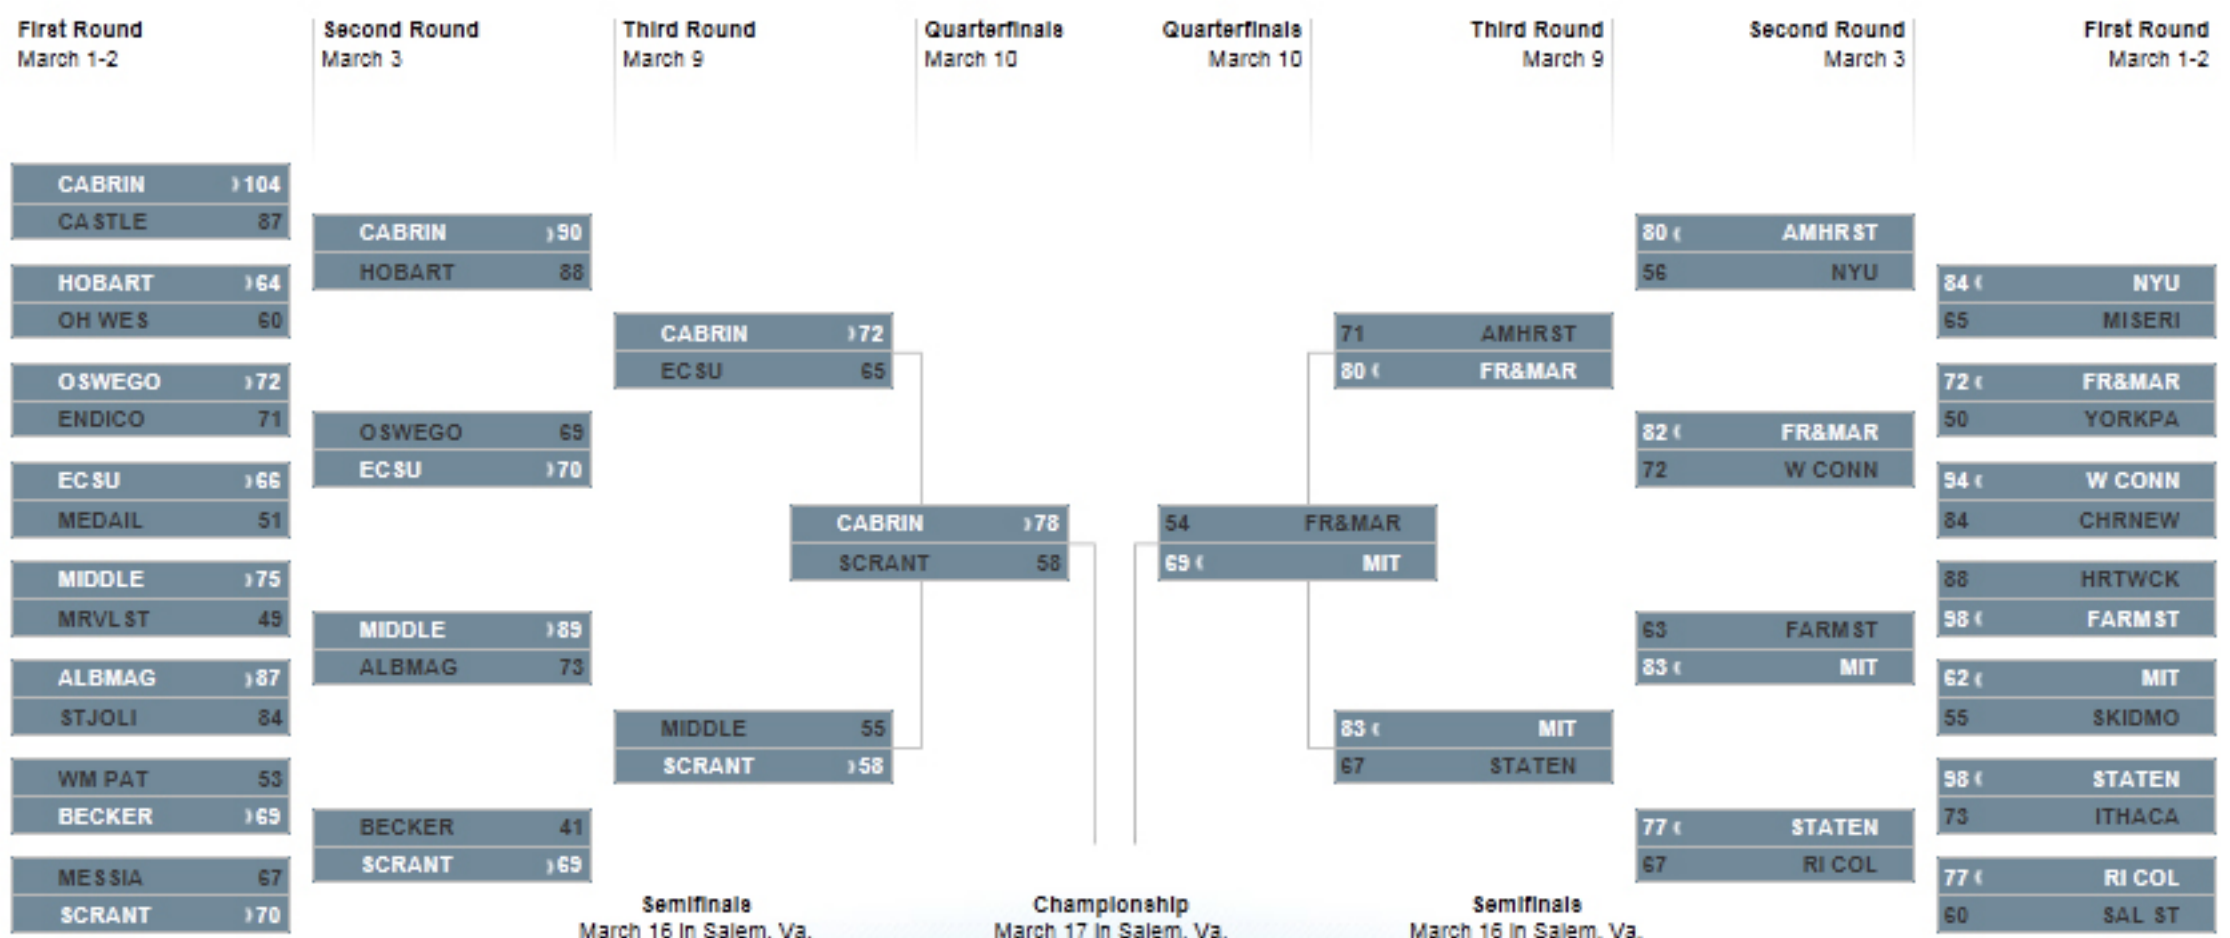 First Round
March 1-2
Second Round
March 3
Third Round
March 9
Quarterfinals
March 10
Quarterfinals
March 10
Third Round
March 9
Second Round
March 3
First Round
March 1-2
CABRIN 104
CASTLE 87
HOBART 64
OH WES 60
OSWEGO 72
ENDICO 71
ECSU 66
MEDAIL 51
MIDDLE 75
MRVLST 49
ALBMAG 87
STJOLI 84
WM PAT 53
BECKER 69
MESSIA 67
SCRANT 70
CABRIN 90
HOBART 88
OSWEGO 69
ECSU 70
MIDDLE 89
ALBMAG 73
BECKER 41
SCRANT 69
CABRIN 72
ECSU 65
MIDDLE 55
SCRANT 58
CABRIN 78
SCRANT 58
54 FR&MAR
69 MIT
71 AMHRST
80 FR&MAR
83 MIT
67 STATEN
80 AMHRST
56 NYU
82 FR&MAR
72 W CONN
63 FARMST
83 MIT
77 STATEN
67 RI COL
84 NYU
65 MISERI
72 FR&MAR
50 YORKPA
94 W CONN
84 CHRNEW
88 HRTWCK
98 FARMST
62 MIT
55 SKIDMO
98 STATEN
73 ITHACA
77 RI COL
60 SAL ST
Semifinals
March 16 in Salem, Va.
Championship
March 17 in Salem, Va.
Semifinals
March 16 in Salem, Va.